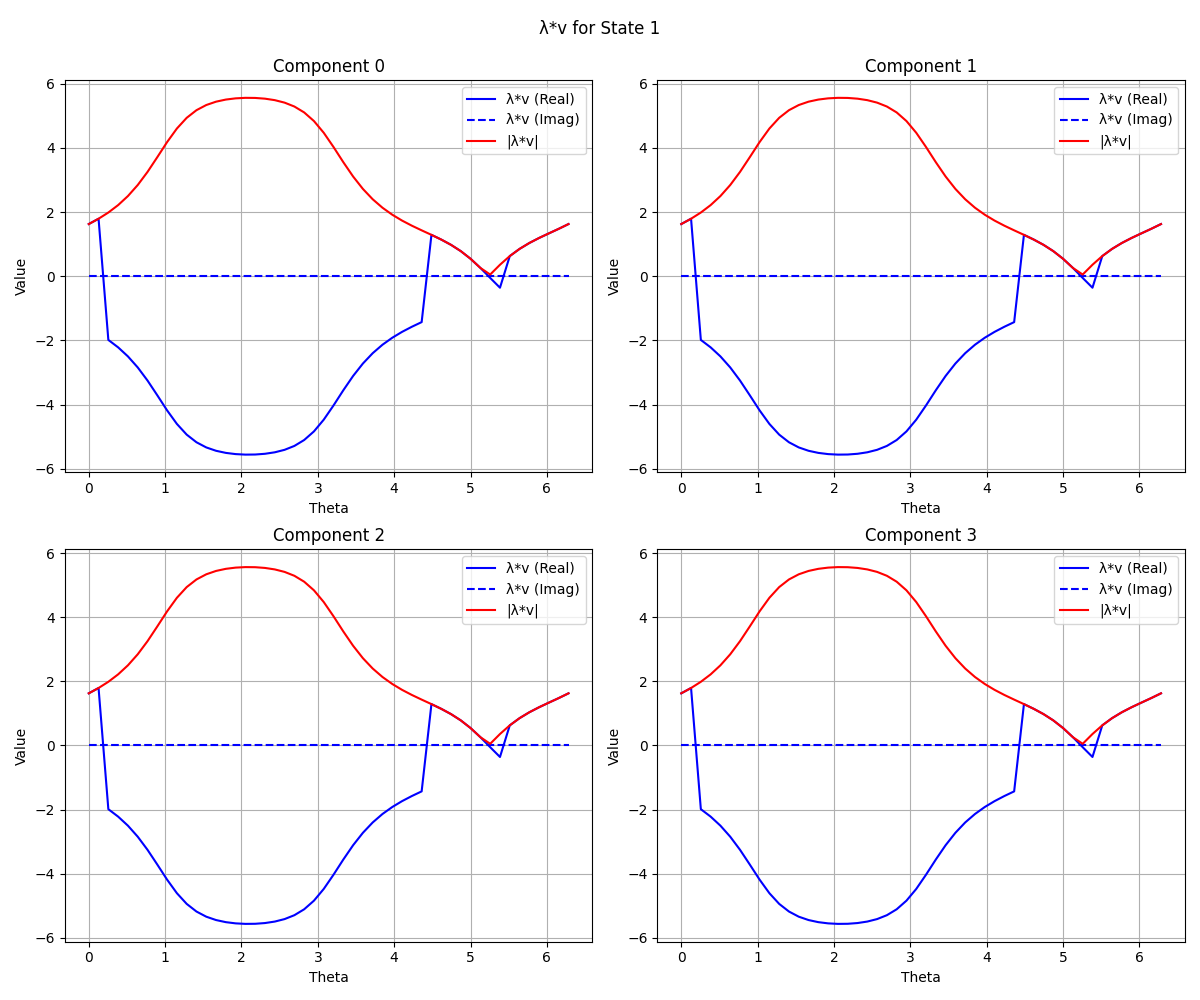 λ*v for State 1
Component 0
6
4
2
0
−2
−4
−6
Value
0 1 2 3 4 5 6
Theta
λ*v (Real)
λ*v (Imag)
|λ*v|
Component 1
6
4
2
0
−2
−4
−6
Value
0 1 2 3 4 5 6
Theta
λ*v (Real)
λ*v (Imag)
|λ*v|
Component 2
6
4
2
0
−2
−4
−6
Value
0 1 2 3 4 5 6
Theta
λ*v (Real)
λ*v (Imag)
|λ*v|
Component 3
6
4
2
0
−2
−4
−6
Value
0 1 2 3 4 5 6
Theta
λ*v (Real)
λ*v (Imag)
|λ*v|